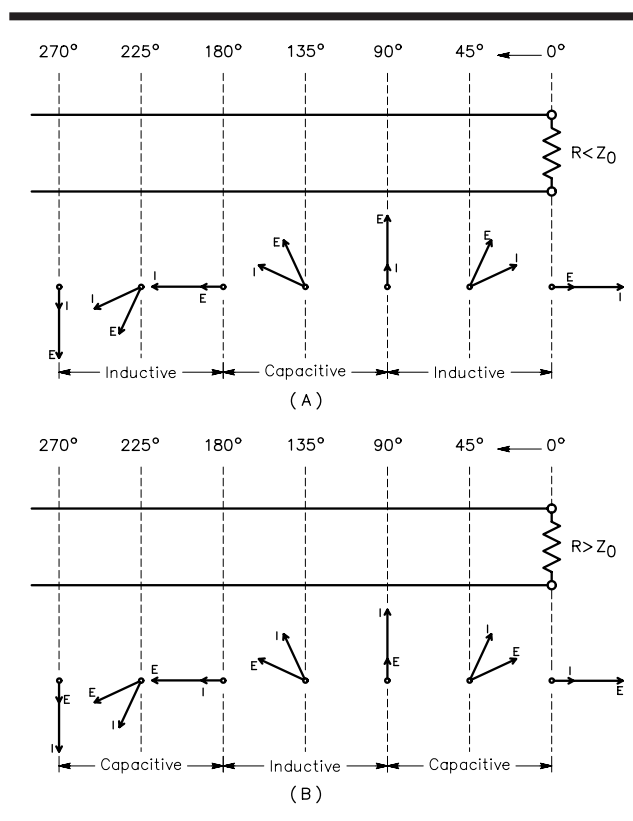 270° 225° 180° 135° 90° 45° 0°
R<Z0
E E E I E I
I I E I E
I E I
E E I
Inductive Capacitive Inductive
(A)
270° 225° 180° 135° 90° 45° 0°
R>Z0
I I I E I E
E E I E I
E I E
I I E
Capacitive Inductive Capacitive
(B)